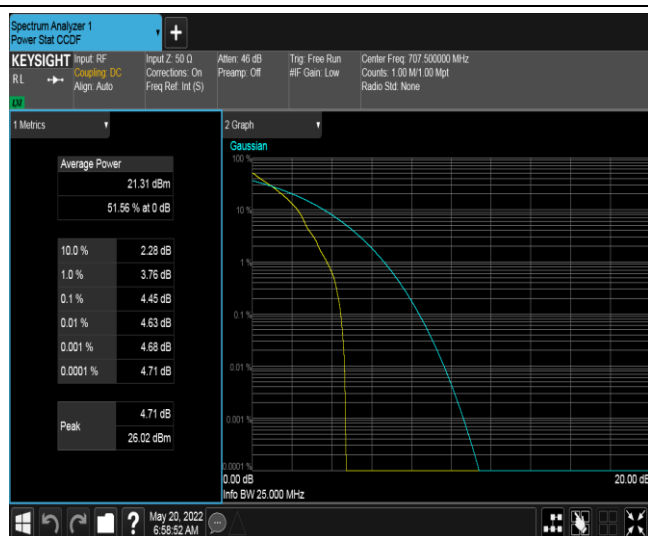 Spectrum Analyzer 1
Power Stat CCDF
KEYSIGHT
RL
LXI
Input: RF
Coupling: DC
Align: Auto
Input Z: 50 Ω
Corrections: On
Freq Ref: Int (S)
Atten: 46 dB
Preamp: Off
Trig: Free Run
#IF Gain: Low
Center Freq: 707.500000 MHz
Counts: 1.00 M/1.00 Mpt
Radio Std: None
1 Metrics
Average Power
21.31 dBm
51.56 % at 0 dB
10.0 % 2.28 dB
1.0 % 3.76 dB
0.1 % 4.45 dB
0.01 % 4.63 dB
0.001 % 4.68 dB
0.0001 % 4.71 dB
Peak
4.71 dB
26.02 dBm
2 Graph
Gaussian
100 %
10 %
1 %
0.1 %
0.01 %
0.001 %
0.0001 %
0.00 dB
20.00 dB
Info BW 25.000 MHz
May 20, 2022
6:58:52 AM